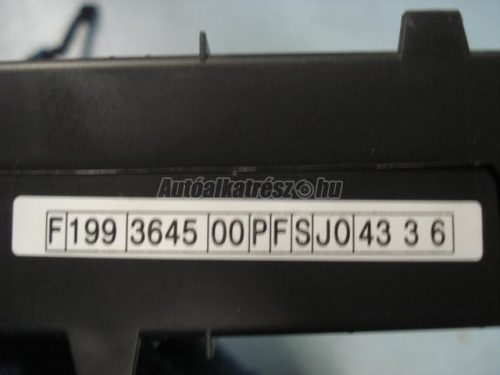 Autóalkatrész.hu
F 199 3645 00 P F S J0 43 3 6